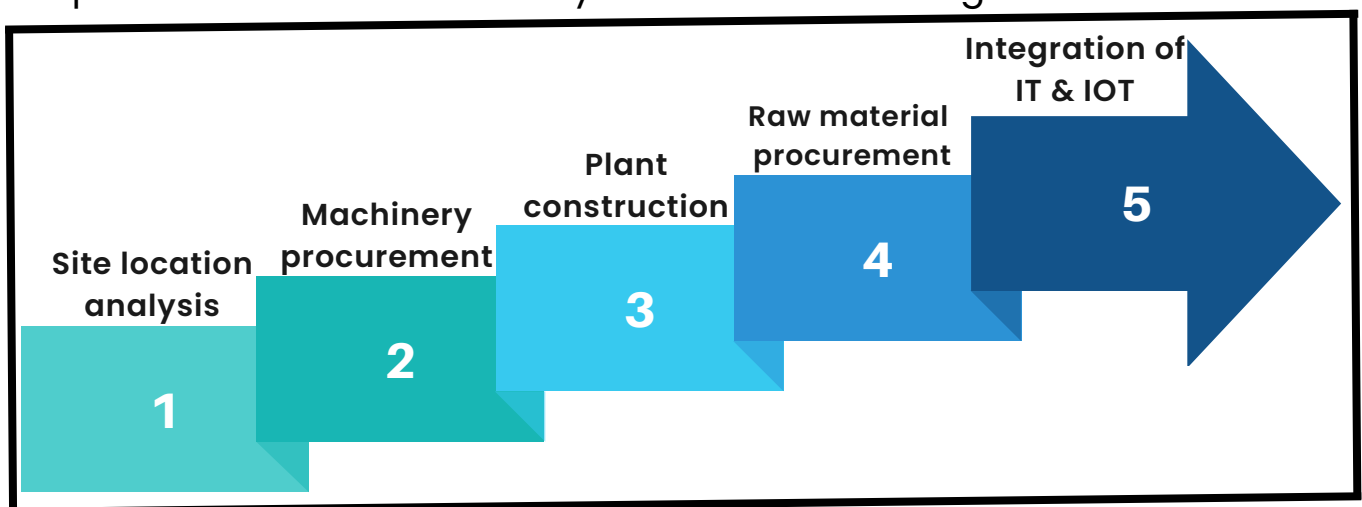 Site location
analysis
1
Machinery
procurement
2
Plant
construction
3
Raw material
procurement
4
Integration of
IT & IOT
5